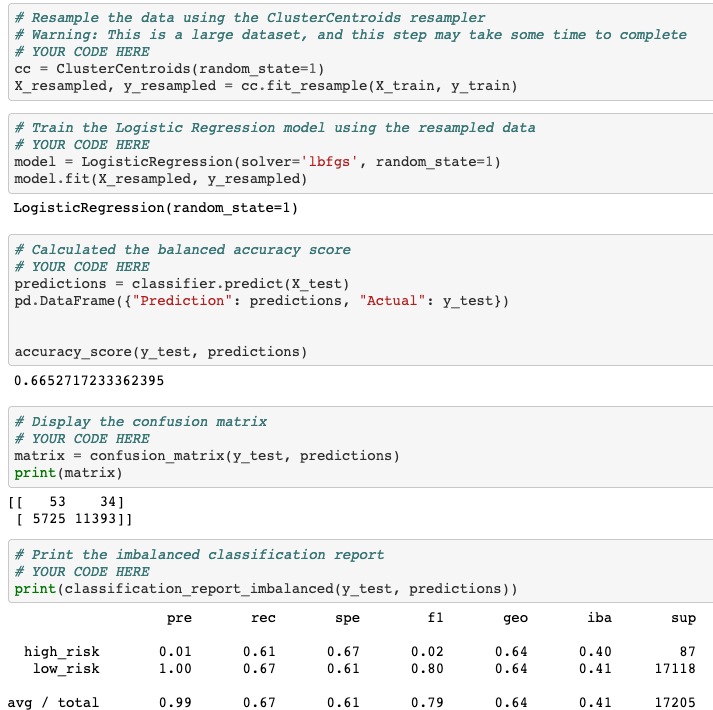 # Resample the data using the ClusterCentroids resampler
# Warning: This is a large dataset, and this step may take some time to complete
# YOUR CODE HERE
cc = ClusterCentroids(random_state=1)
X_resampled, y_resampled = cc.fit_resample(X_train, y_train)
# Train the Logistic Regression model using the resampled data
# YOUR CODE HERE
model = LogisticRegression(solver='lbfgs', random_state=1)
model.fit(X_resampled, y_resampled)
LogisticRegression(random_state=1)
# Calculated the balanced accuracy score
# YOUR CODE HERE
predictions = classifier.predict(X_test)
pd.DataFrame({"Prediction": predictions, "Actual": y_test})
accuracy_score(y_test, predictions)
0.6652717233362395
# Display the confusion matrix
# YOUR CODE HERE
matrix = confusion_matrix(y_test, predictions)
print(matrix)
[[   53    34]
 [ 5725 11393]]
# Print the imbalanced classification report
# YOUR CODE HERE
print(classification_report_imbalanced(y_test, predictions))
pre rec spe f1 geo iba sup
high_risk 0.01 0.61 0.67 0.02 0.64 0.40 87
low_risk 1.00 0.67 0.61 0.80 0.64 0.41 17118
avg / total 0.99 0.67 0.61 0.79 0.64 0.41 17205